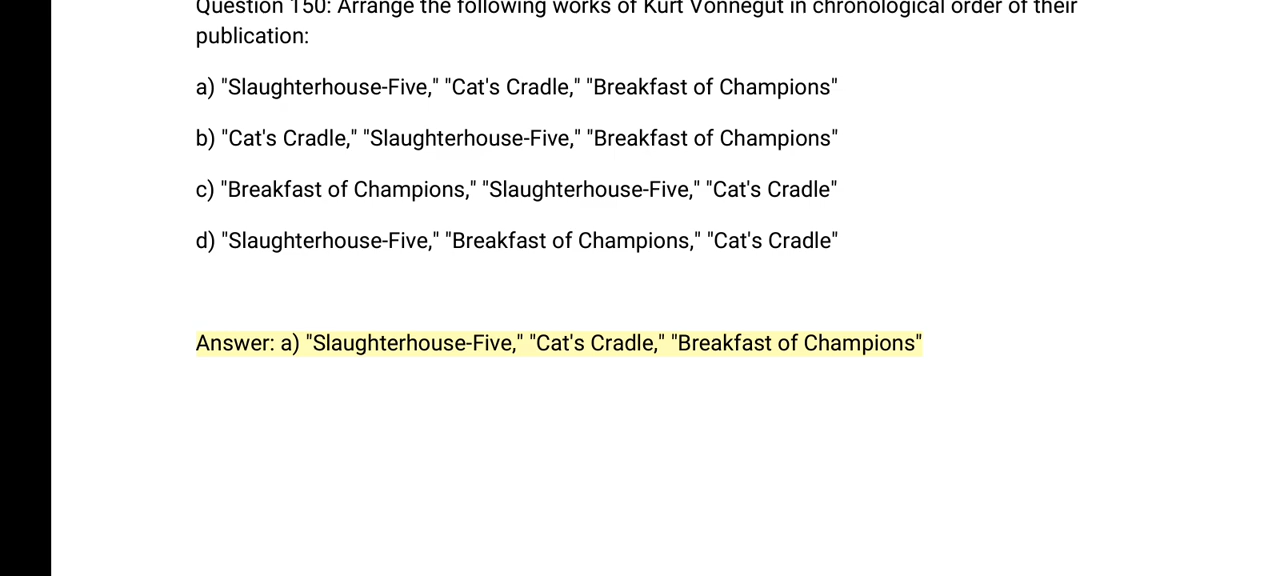 Question 150: Arrange the following works of Kurt Vonnegut in chronological order of their
publication:
a) "Slaughterhouse-Five," "Cat's Cradle," "Breakfast of Champions"
b) "Cat's Cradle," "Slaughterhouse-Five," "Breakfast of Champions"
c) "Breakfast of Champions," "Slaughterhouse-Five," "Cat's Cradle"
d) "Slaughterhouse-Five," "Breakfast of Champions," "Cat's Cradle"
Answer: a) "Slaughterhouse-Five," "Cat's Cradle," "Breakfast of Champions"